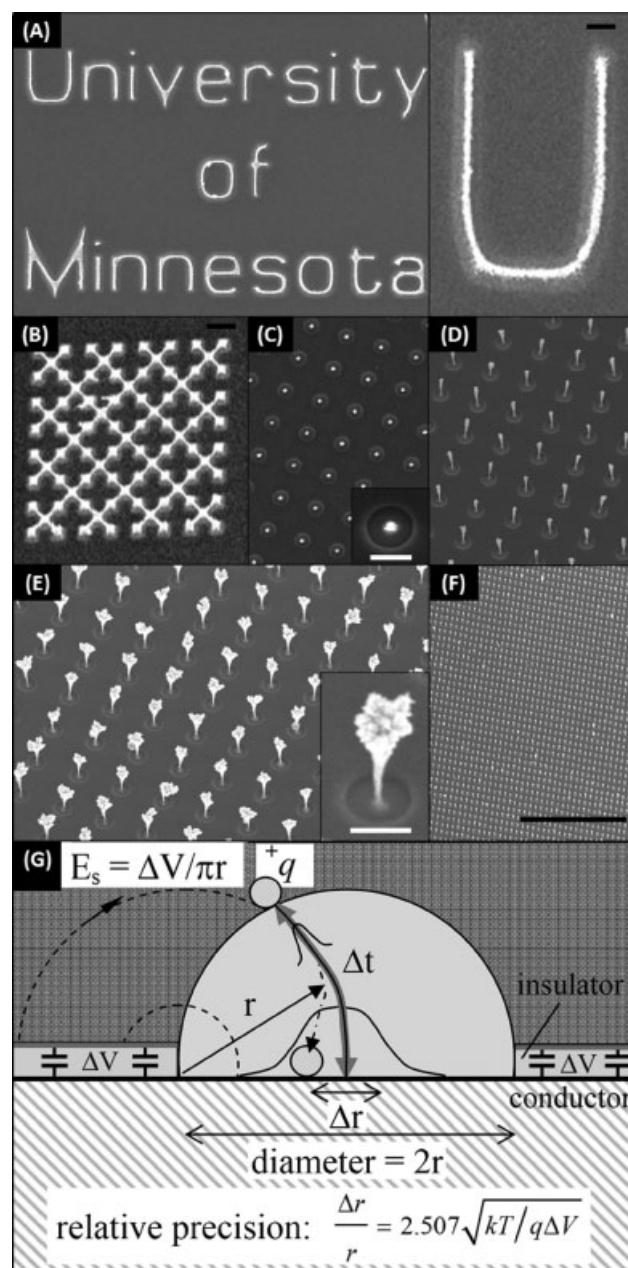 (A)
University
of
Minnesota
U
(B)
(C)
(D)
(E)
(F)
(G)
E_s = ΔV/πr
+q
Δt
r
insulator
ΔV
ΔV
conductor
Δr
diameter = 2r
relative precision: Δr/r = 2.507√kT/qΔV